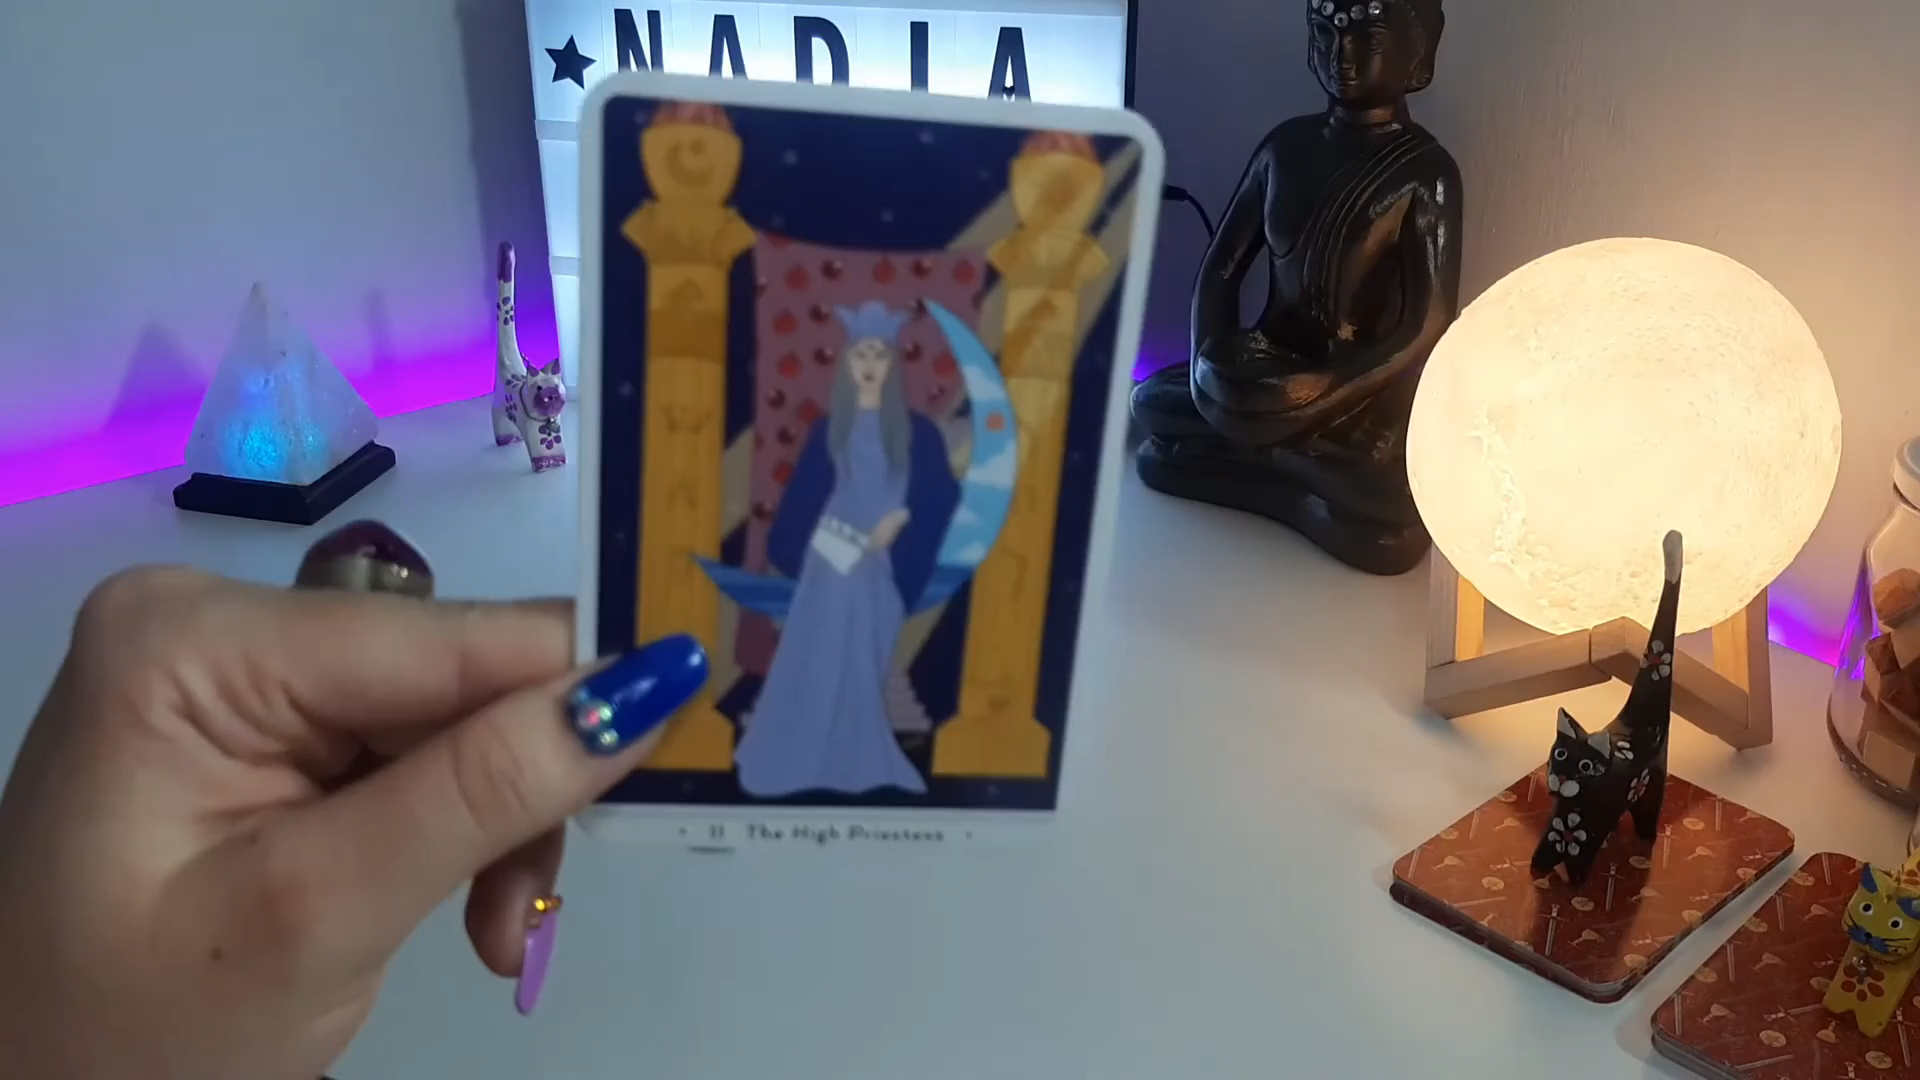 ★ NADIA
• II The High Priestess •